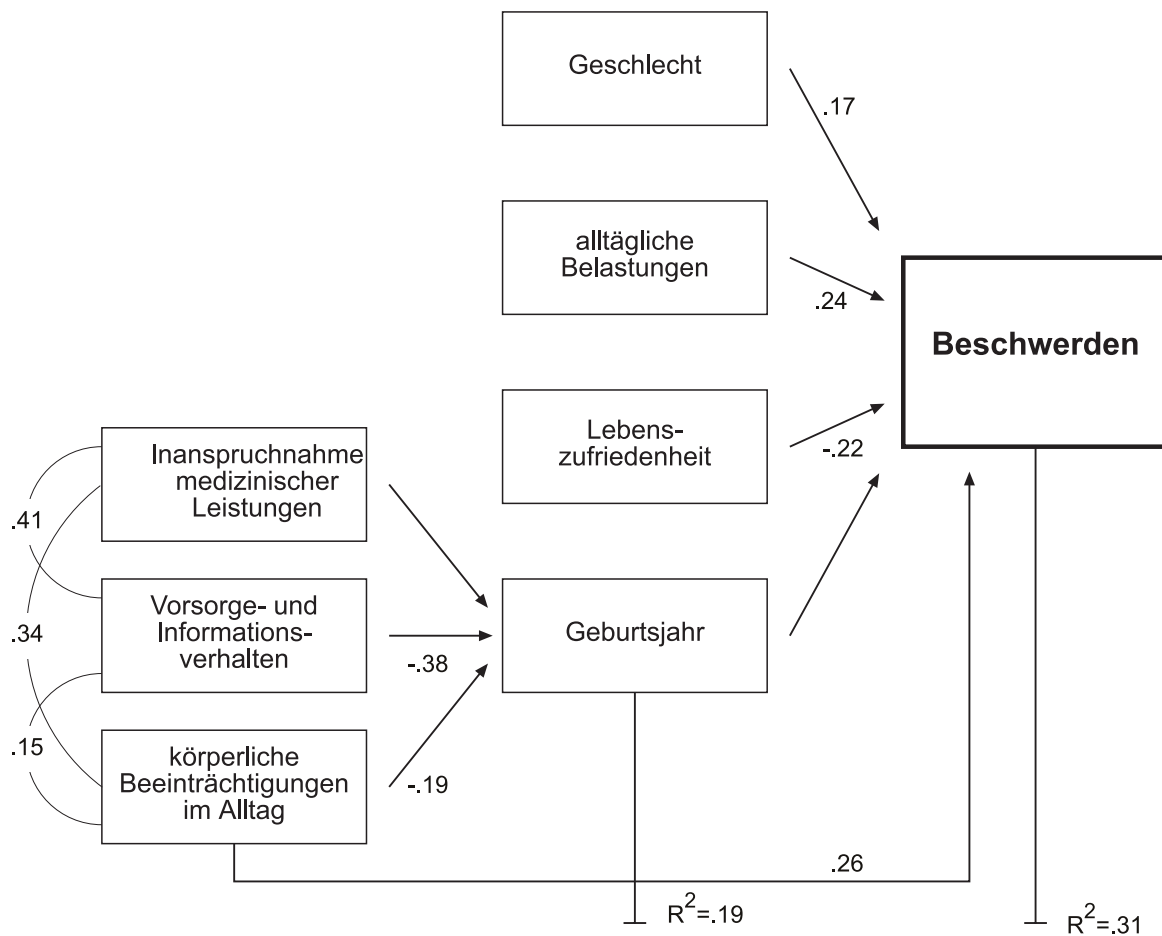 Geschlecht
.17
alltägliche
Belastungen
.24
Beschwerden
Lebens-
zufriedenheit
-.22
Inanspruchnahme
medizinischer
Leistungen
.41
Vorsorge- und
Informations-
verhalten
-.38
Geburtsjahr
.34
.15
körperliche
Beeinträchtigungen
im Alltag
-.19
.26
R²=.19
R²=.31